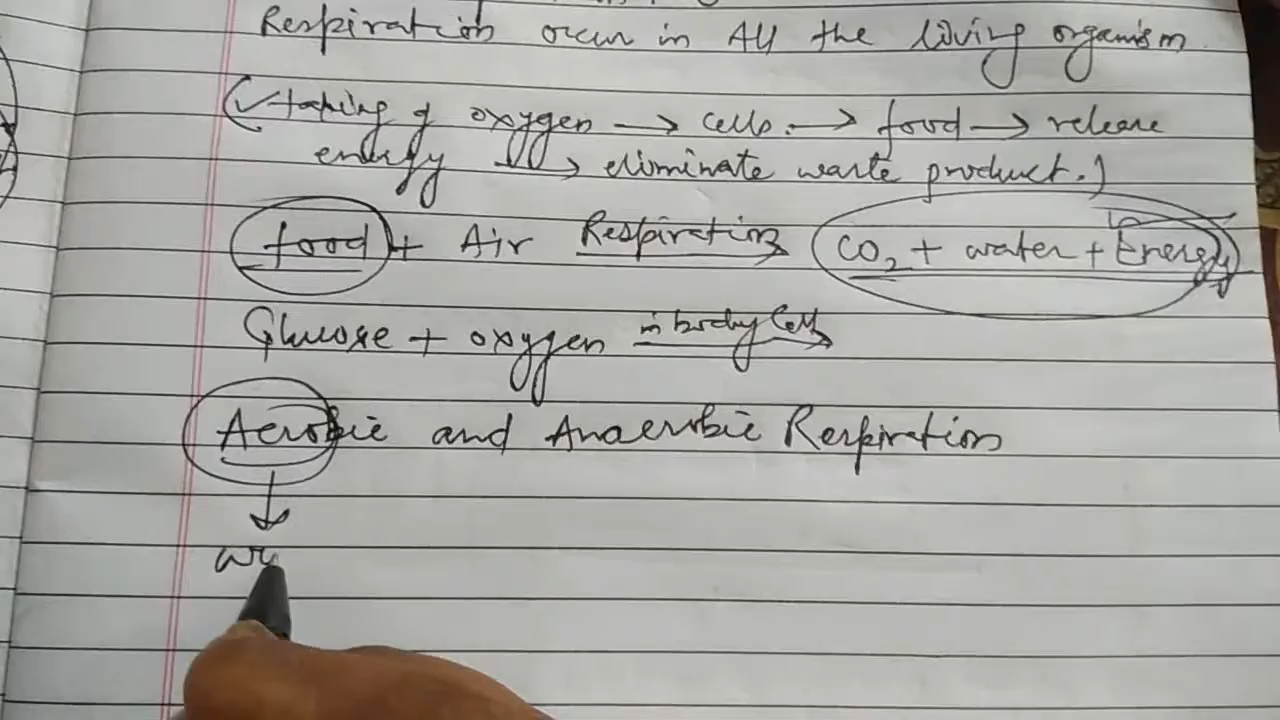 Respiration occur in All the living organism
(✓ taking of oxygen → cells. → food → release
energy → eliminate waste product.)
food + Air Respiration → CO2 + water + Energy
Glucose + oxygen in body cells →
Aerobic and Anaerobic Respiration
↓